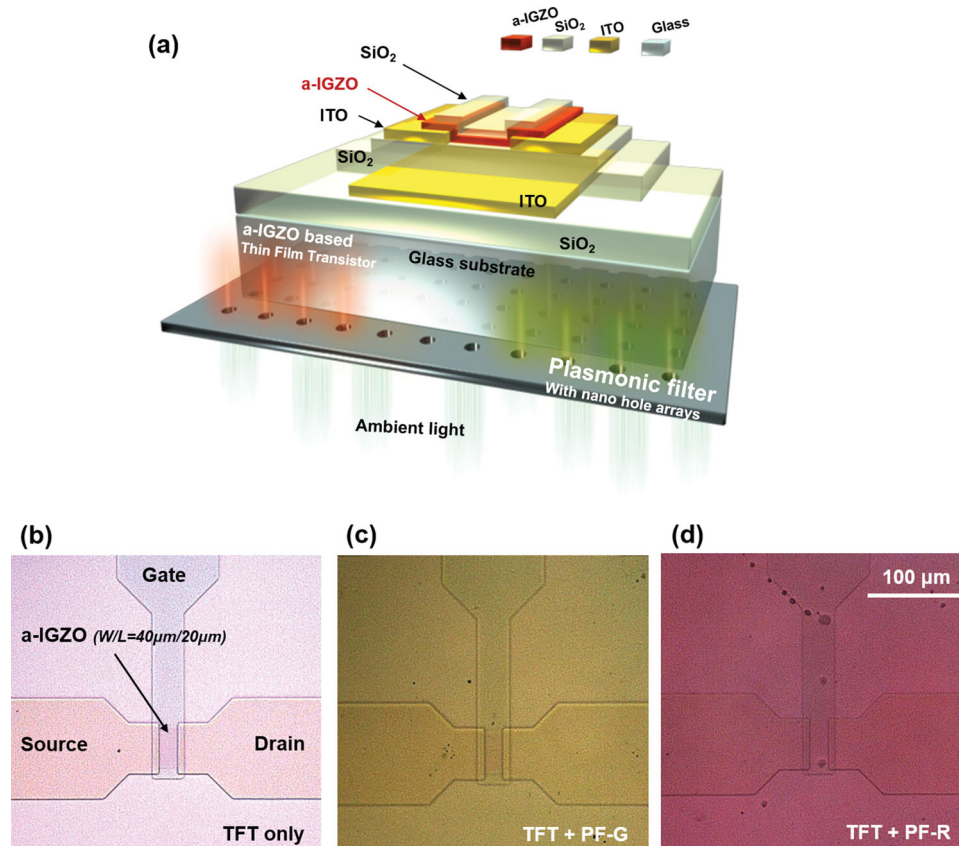 (a)
a-IGZO
SiO₂
ITO
Glass
SiO₂
a-IGZO
ITO
SiO₂
ITO
SiO₂
a-IGZO based
Thin Film Transistor
Glass substrate
Plasmonic filter
With nano hole arrays
Ambient light
(b)
Gate
a-IGZO (W/L=40μm/20μm)
Source
Drain
TFT only
(c)
TFT + PF-G
(d)
100 μm
TFT + PF-R